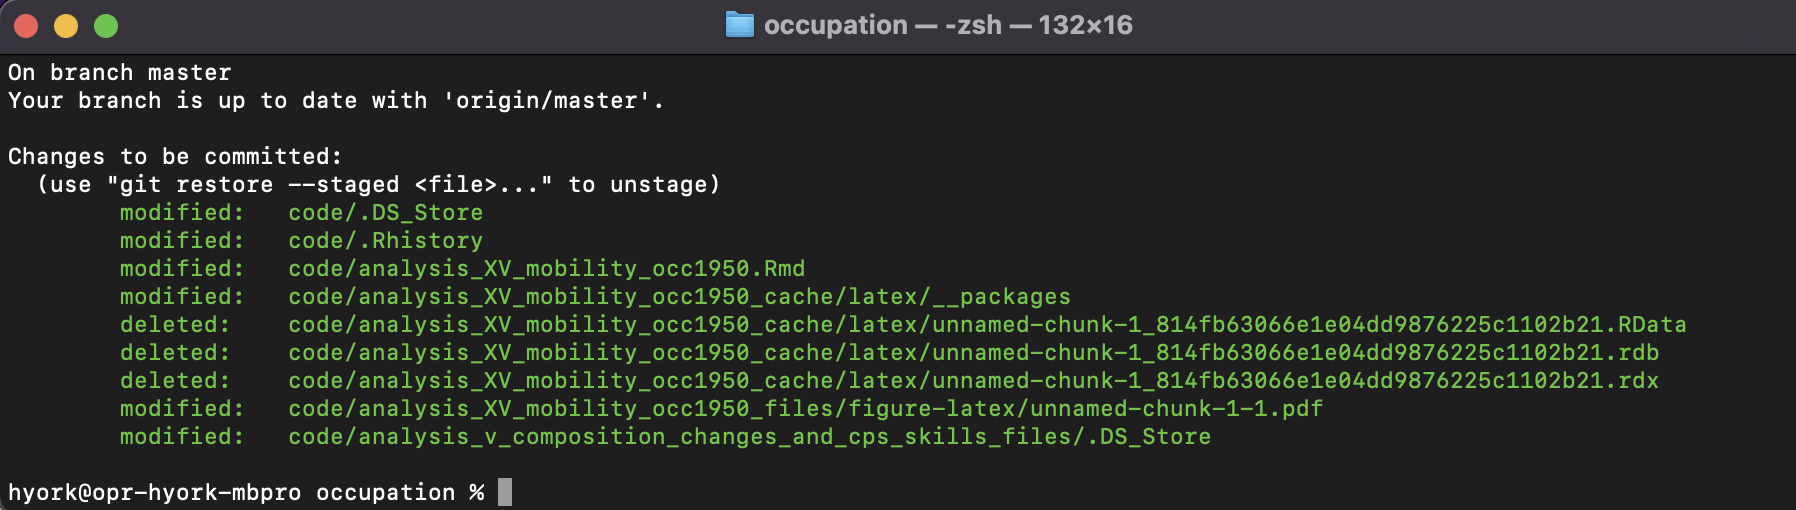 occupation — -zsh — 132×16
On branch master
Your branch is up to date with 'origin/master'.
Changes to be committed:
  (use "git restore --staged <file>..." to unstage)
        modified:   code/.DS_Store
        modified:   code/.Rhistory
        modified:   code/analysis_XV_mobility_occ1950.Rmd
        modified:   code/analysis_XV_mobility_occ1950_cache/latex/__packages
        deleted:    code/analysis_XV_mobility_occ1950_cache/latex/unnamed-chunk-1_814fb63066e1e04dd9876225c1102b21.RData
        deleted:    code/analysis_XV_mobility_occ1950_cache/latex/unnamed-chunk-1_814fb63066e1e04dd9876225c1102b21.rdb
        deleted:    code/analysis_XV_mobility_occ1950_cache/latex/unnamed-chunk-1_814fb63066e1e04dd9876225c1102b21.rdx
        modified:   code/analysis_XV_mobility_occ1950_files/figure-latex/unnamed-chunk-1-1.pdf
        modified:   code/analysis_v_composition_changes_and_cps_skills_files/.DS_Store
hyork@opr-hyork-mbpro occupation %